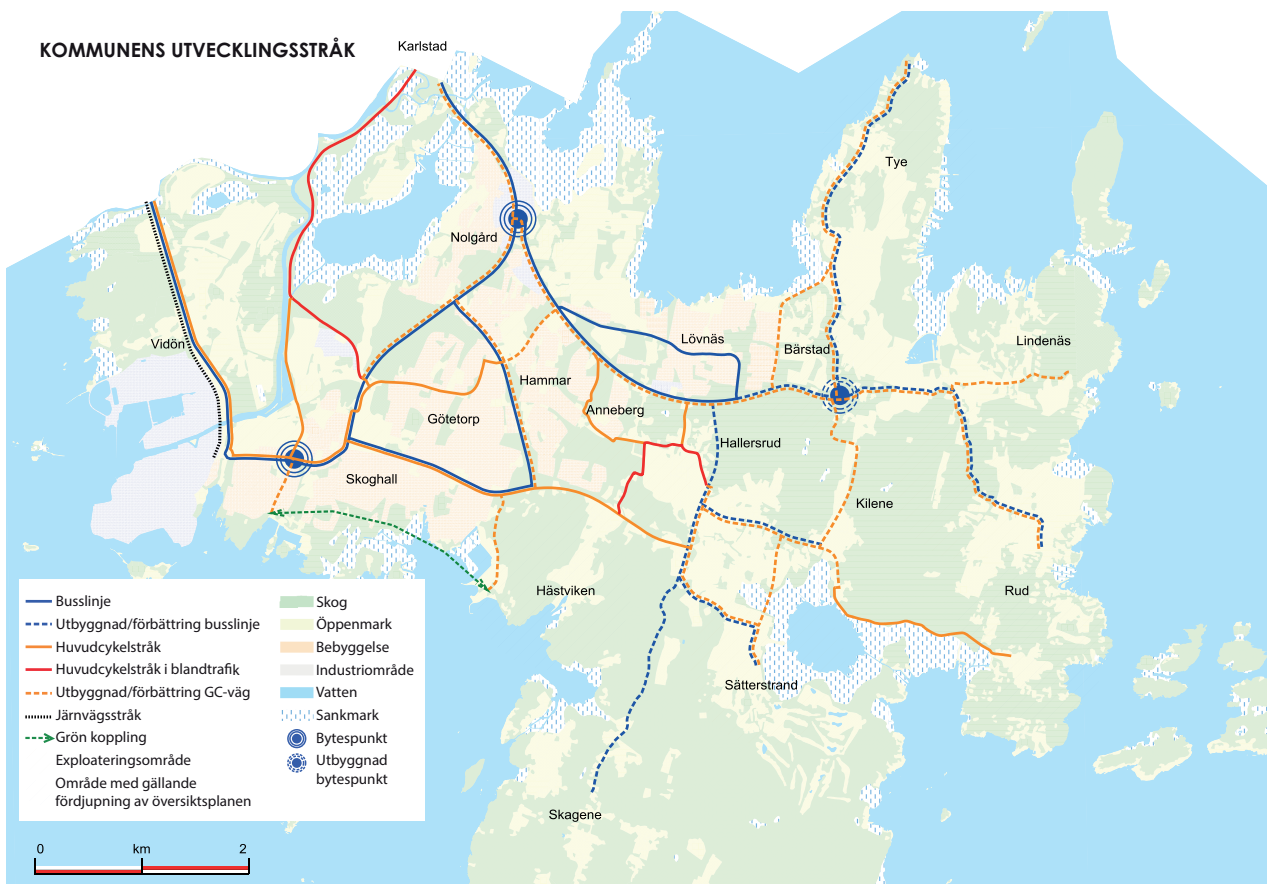 KOMMUNENS UTVECKLINGSSTRÅK
Karlstad
Tye
Nolgård
Vidön
Lövnäs
Bärstad
Lindenäs
Hammar
Götetorp
Anneberg
Hallersrud
Skoghall
Kilene
Hästviken
Rud
Sätterstrand
Skagene
Busslinje
Utbyggnad/förbättring busslinje
Huvudcykelstråk
Huvudcykelstråk i blandtrafik
Utbyggnad/förbättring GC-väg
Järnvägsstråk
Grön koppling
Exploateringsområde
Område med gällande
fördjupning av översiktsplanen
Skog
Öppenmark
Bebyggelse
Industriområde
Vatten
Sankmark
Bytespunkt
Utbyggnad
bytespunkt
0 km 2